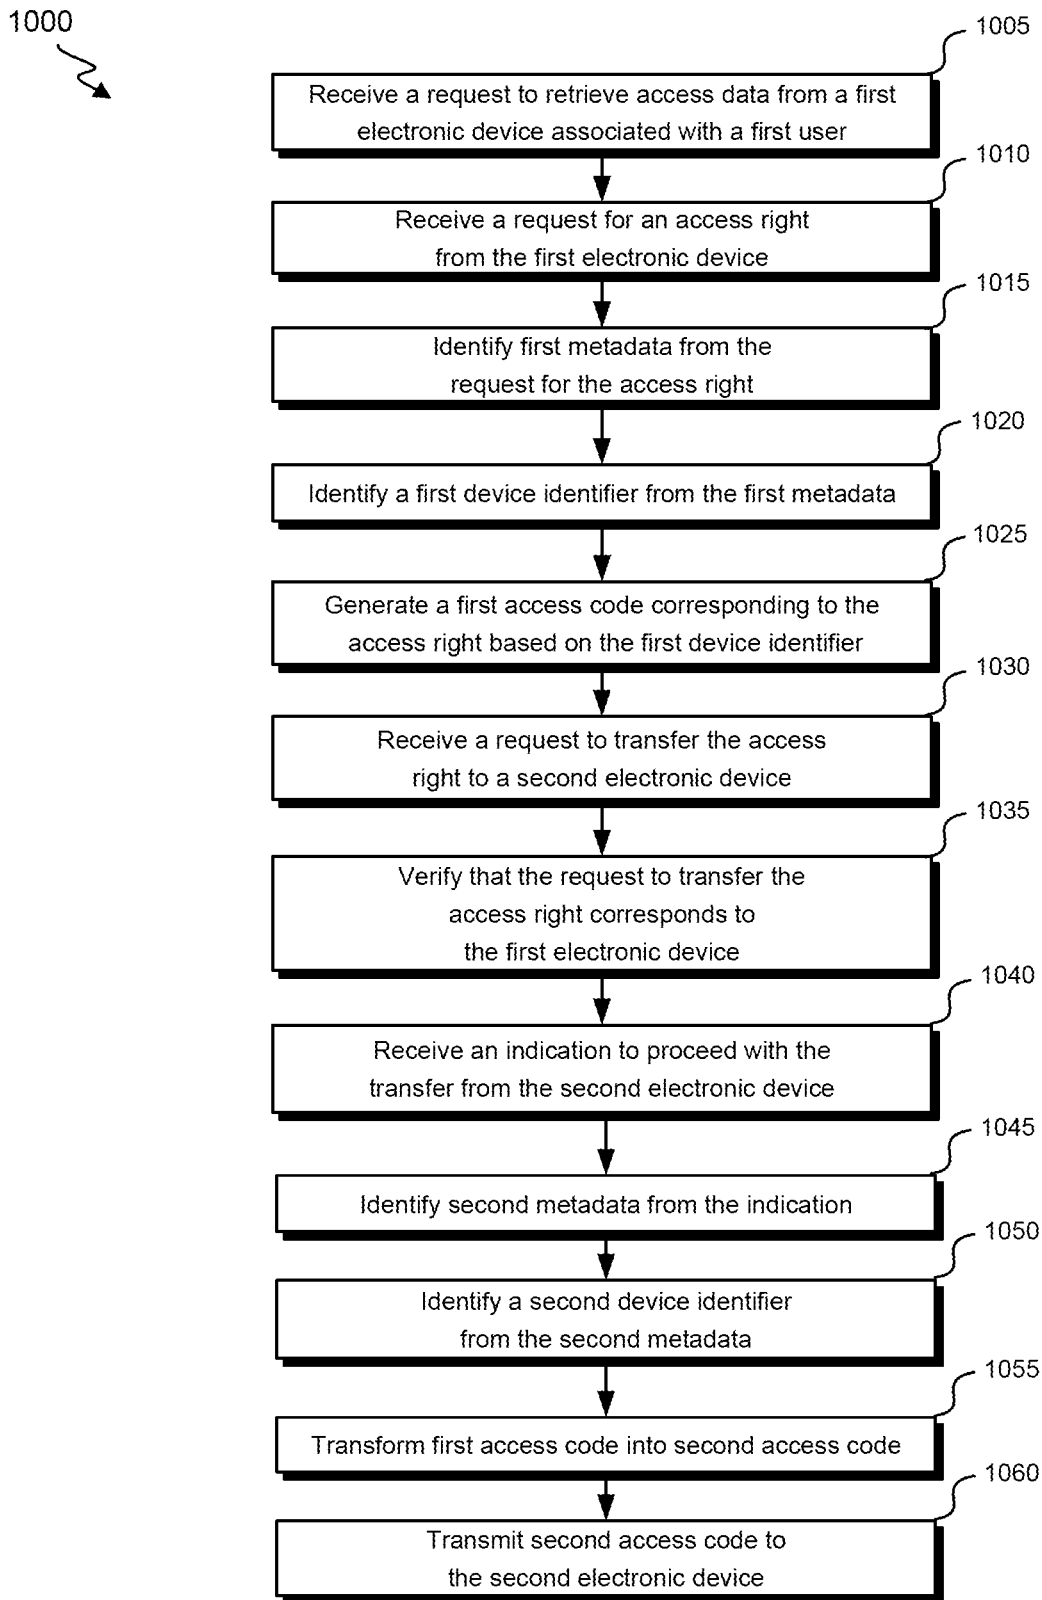 1000
1005
Receive a request to retrieve access data from a first
electronic device associated with a first user
1010
Receive a request for an access right
from the first electronic device
1015
Identify first metadata from the
request for the access right
1020
Identify a first device identifier from the first metadata
1025
Generate a first access code corresponding to the
access right based on the first device identifier
1030
Receive a request to transfer the access
right to a second electronic device
1035
Verify that the request to transfer the
access right corresponds to
the first electronic device
1040
Receive an indication to proceed with the
transfer from the second electronic device
1045
Identify second metadata from the indication
1050
Identify a second device identifier
from the second metadata
1055
Transform first access code into second access code
1060
Transmit second access code to
the second electronic device